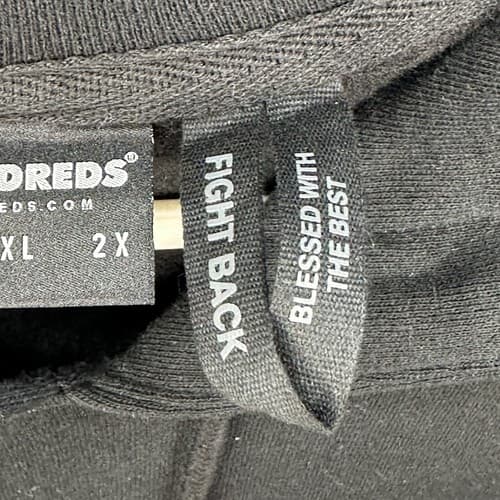 DREDS®
EDS.COM
XL 2X
FIGHT BACK
BLESSED WITH
THE BEST